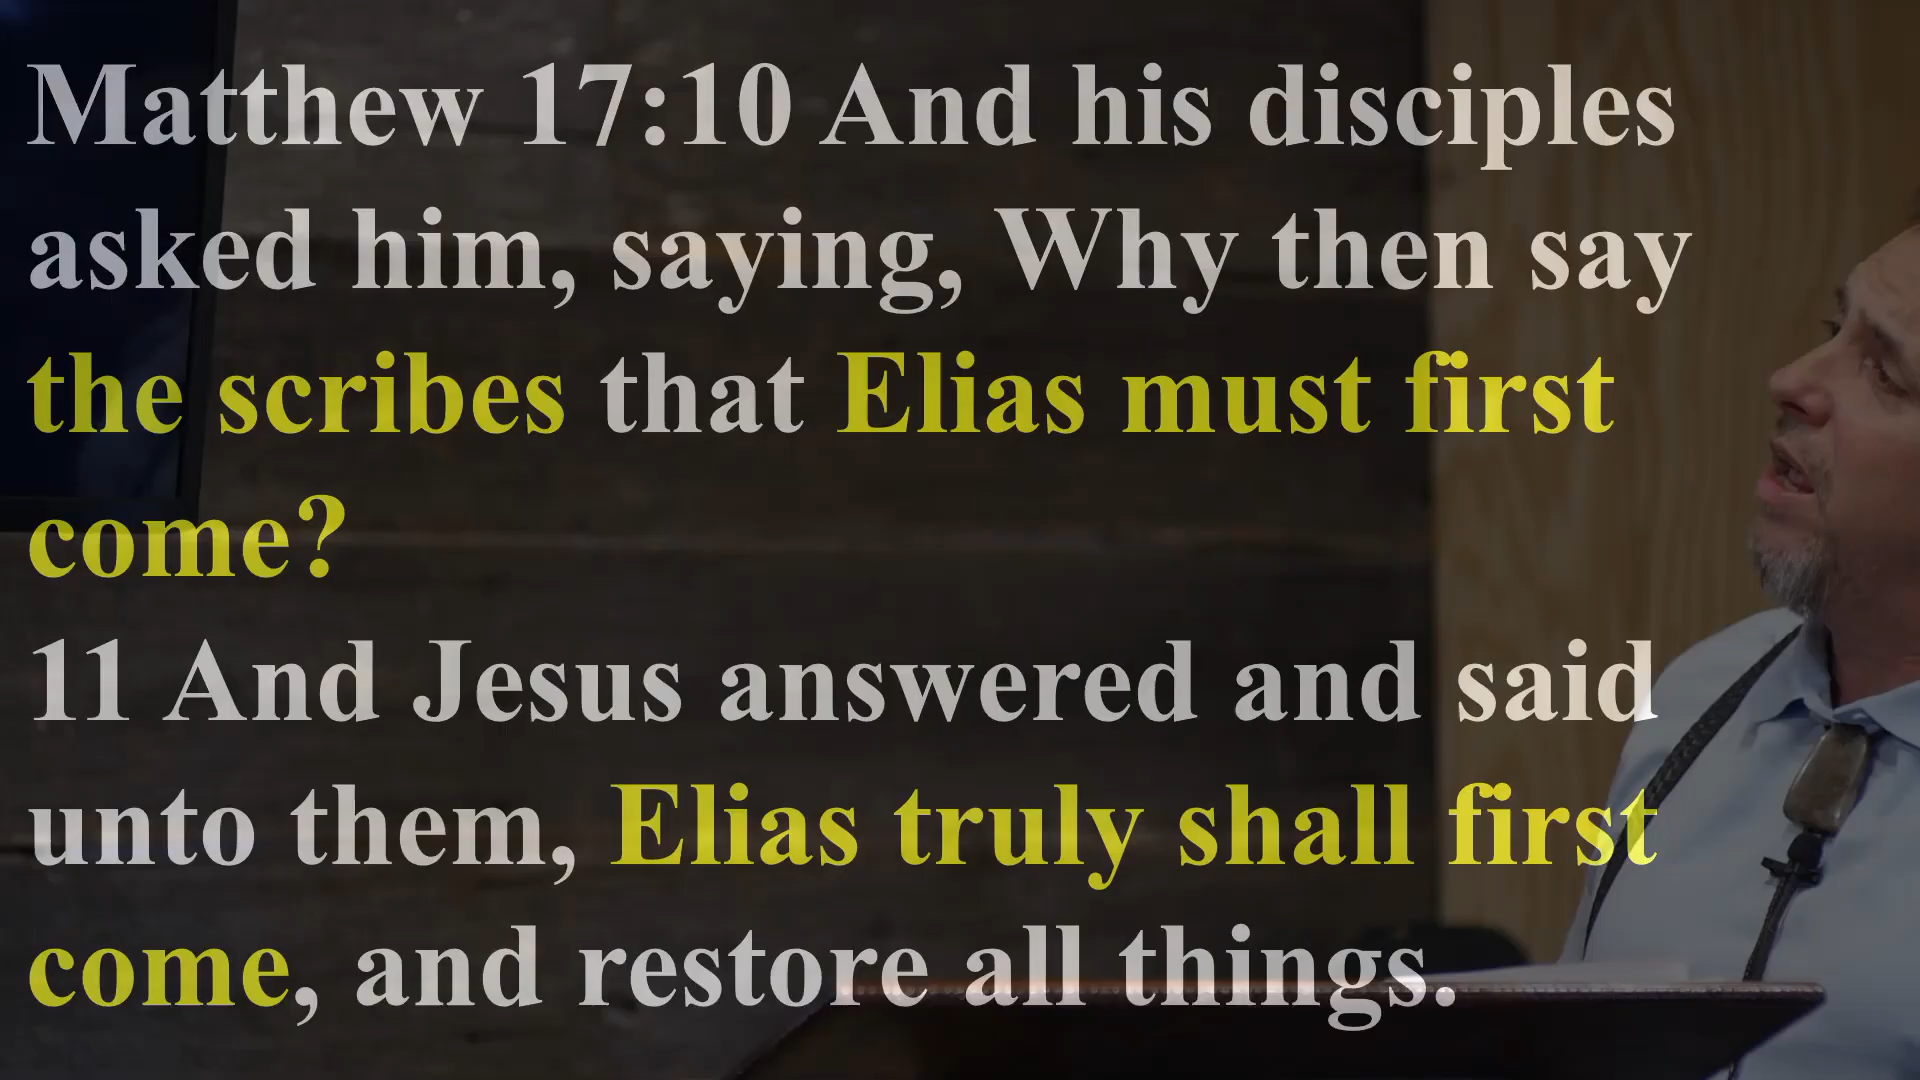 Matthew 17:10 And his disciples
asked him, saying, Why then say
the scribes that Elias must first
come?
11 And Jesus answered and said
unto them, Elias truly shall first
come, and restore all things.